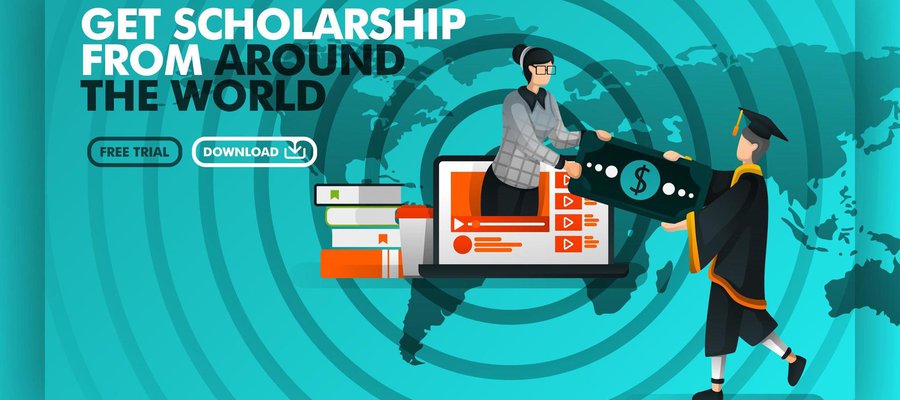 GET SCHOLARSHIP
FROM AROUND
THE WORLD
FREE TRIAL
DOWNLOAD
$